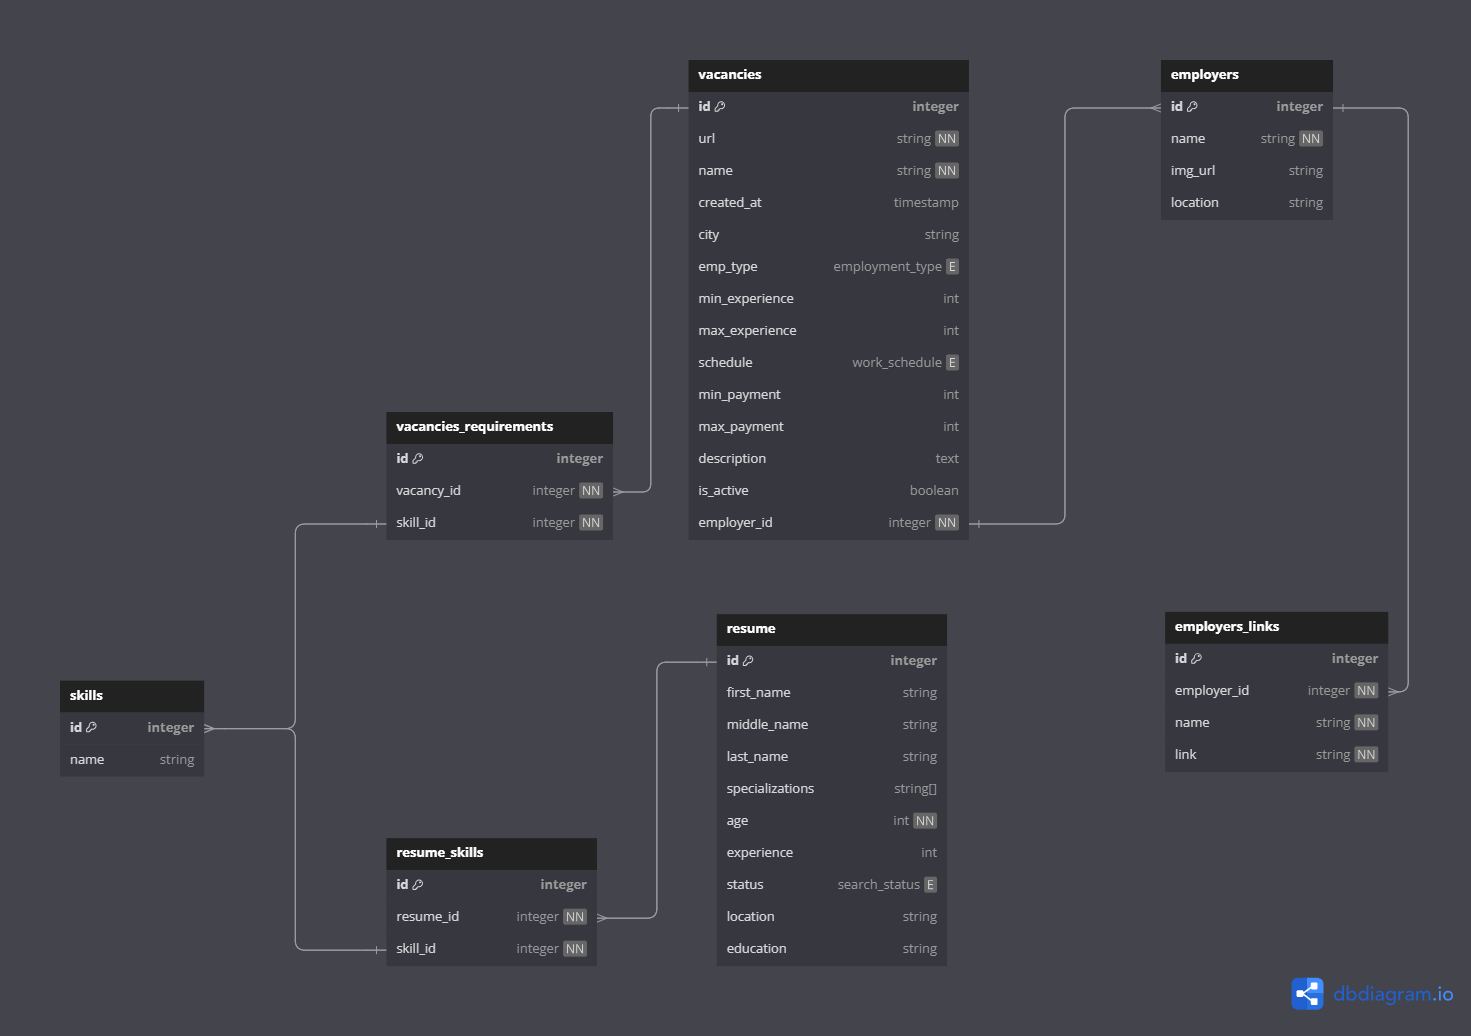 vacancies
id integer
url string NN
name string NN
created_at timestamp
city string
emp_type employment_type E
min_experience int
max_experience int
schedule work_schedule E
min_payment int
max_payment int
description text
is_active boolean
employer_id integer NN
employers
id integer
name string NN
img_url string
location string
vacancies_requirements
id integer
vacancy_id integer NN
skill_id integer NN
skills
id integer
name string
resume
id integer
first_name string
middle_name string
last_name string
specializations string[]
age int NN
experience int
status search_status E
location string
education string
employers_links
id integer
employer_id integer NN
name string NN
link string NN
resume_skills
id integer
resume_id integer NN
skill_id integer NN
dbdiagram.io